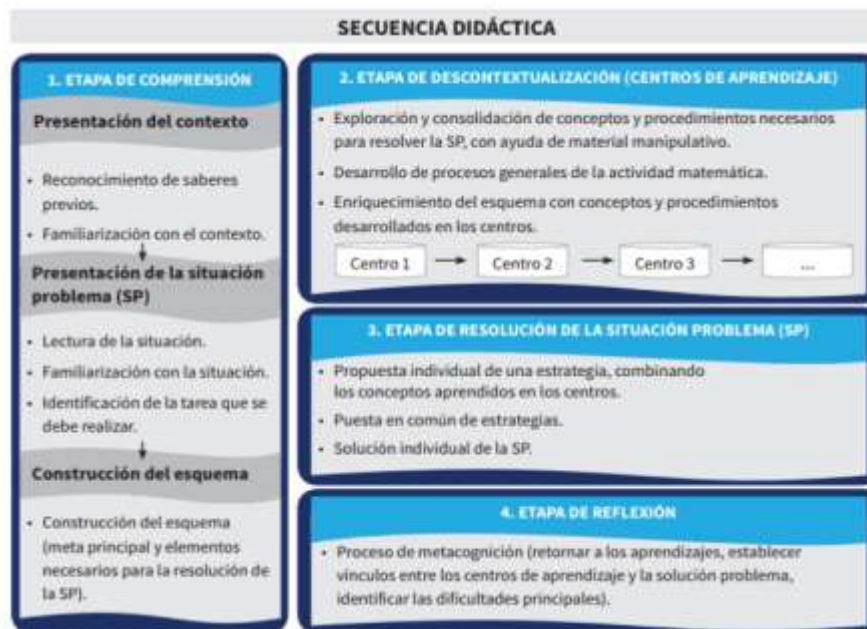 SECUENCIA DIDÁCTICA
1. ETAPA DE COMPRENSIÓN
Presentación del contexto
• Reconocimiento de saberes
previos.
• Familiarización con el contexto.
Presentación de la situación
problema (SP)
• Lectura de la situación.
• Familiarización con la situación.
• Identificación de la tarea que se
debe realizar.
Construcción del esquema
• Construcción del esquema
(meta principal y elementos
necesarios para la resolución de
la SP).
2. ETAPA DE DESCONTEXTUALIZACIÓN (CENTROS DE APRENDIZAJE)
• Exploración y consolidación de conceptos y procedimientos necesarios
para resolver la SP, con ayuda de material manipulativo.
• Desarrollo de procesos generales de la actividad matemática.
• Enriquecimiento del esquema con conceptos y procedimientos
desarrollados en los centros.
Centro 1 → Centro 2 → Centro 3 → ...
3. ETAPA DE RESOLUCIÓN DE LA SITUACIÓN PROBLEMA (SP)
• Propuesta individual de una estrategia, combinando
los conceptos aprendidos en los centros.
• Puesta en común de estrategias.
• Solución individual de la SP.
4. ETAPA DE REFLEXIÓN
• Proceso de metacognición (retornar a los aprendizajes, establecer
vínculos entre los centros de aprendizaje y la solución problema,
identificar las dificultades principales).